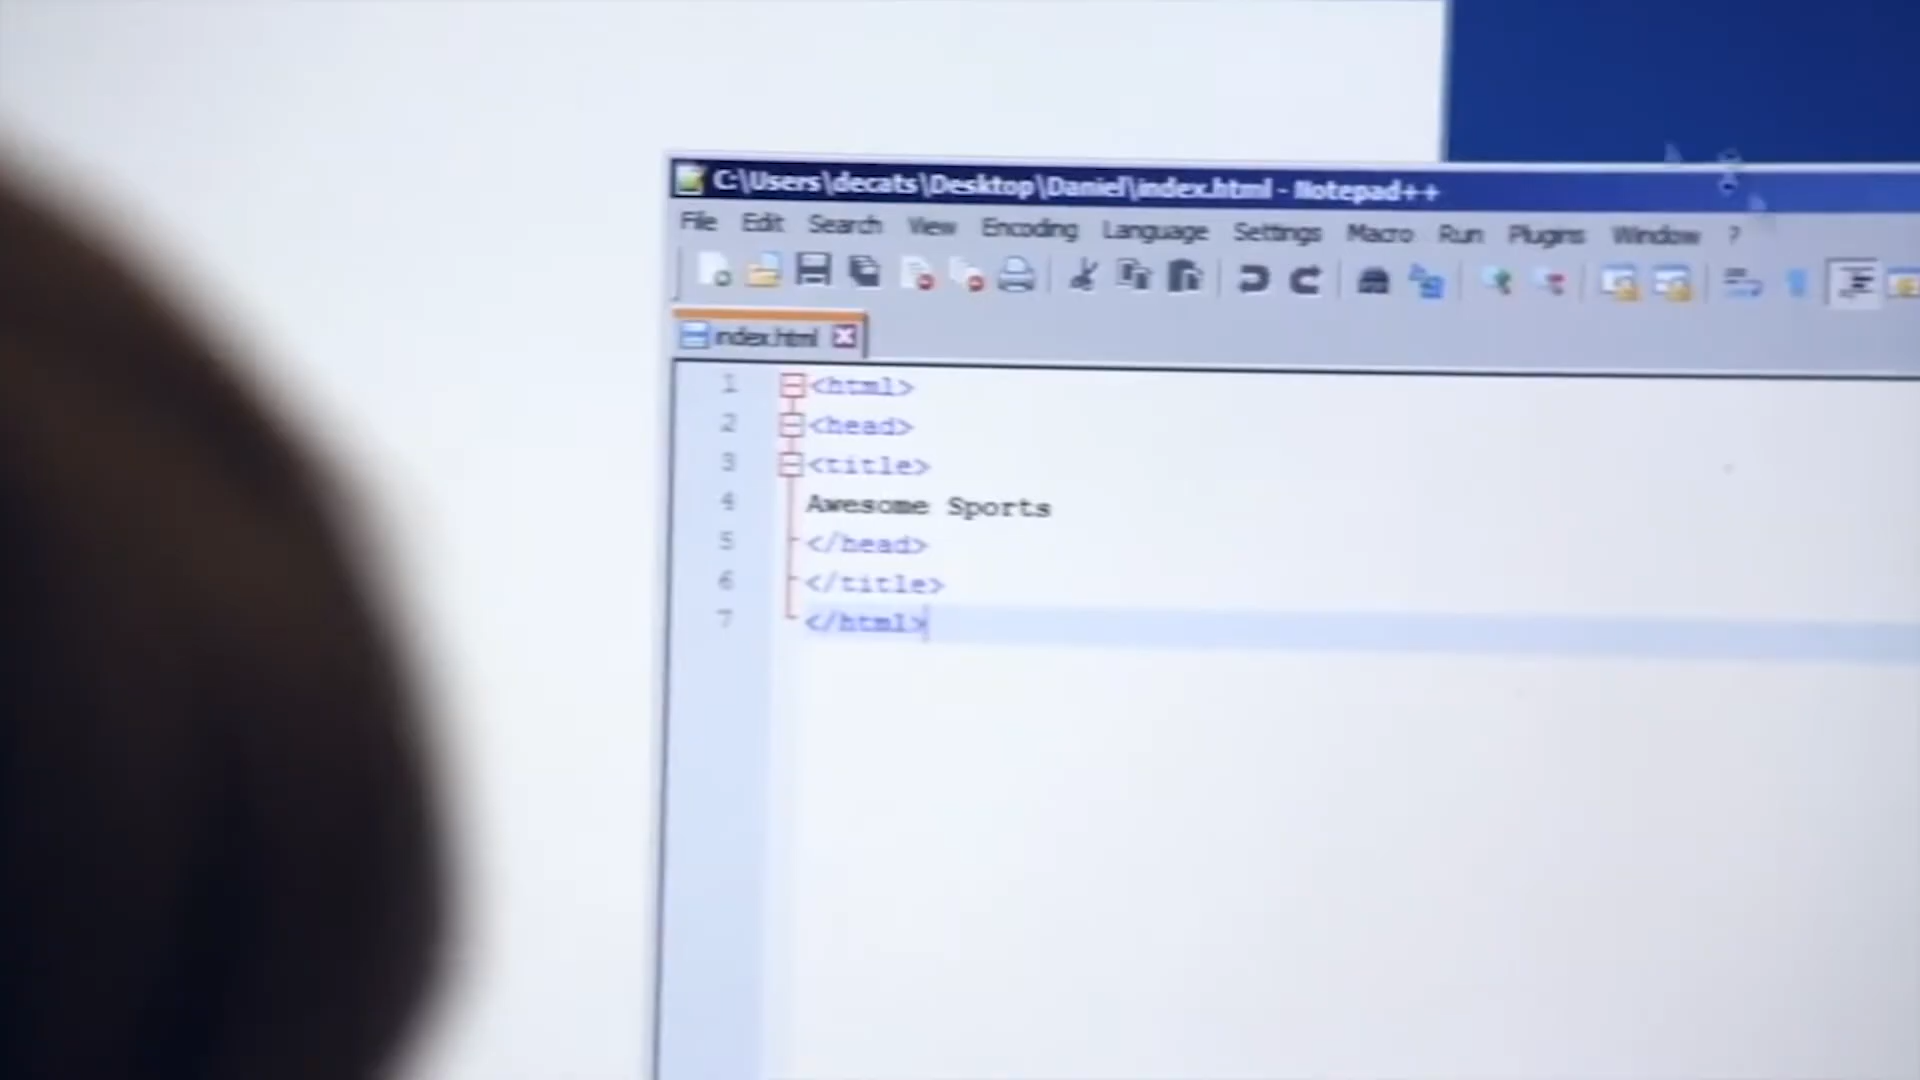 C:\Users\decats\Desktop\Daniel\index.html - Notepad++
File Edit Search View Encoding Language Settings Macro Run Plugins Window ?
index.html
1 <html>
2 <head>
3 <title>
4 Awesome Sports
5 </head>
6 </title>
7 </html>